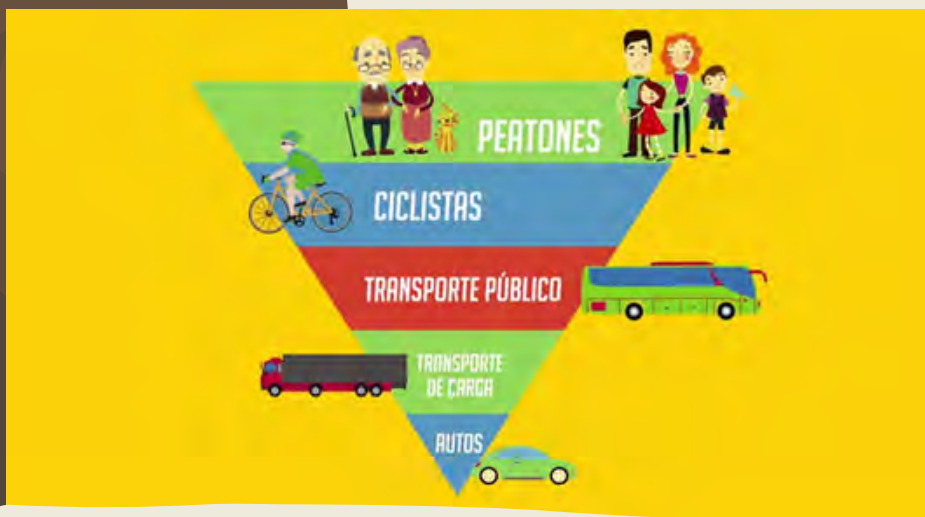 PEATONES
CICLISTAS
TRANSPORTE PÚBLICO
TRANSPORTE
DE CARGA
AUTOS